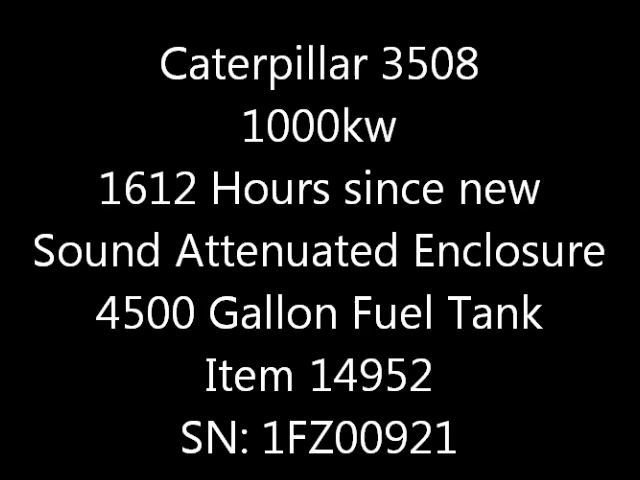 Caterpillar 3508
1000kw
1612 Hours since new
Sound Attenuated Enclosure
4500 Gallon Fuel Tank
Item 14952
SN: 1FZ00921